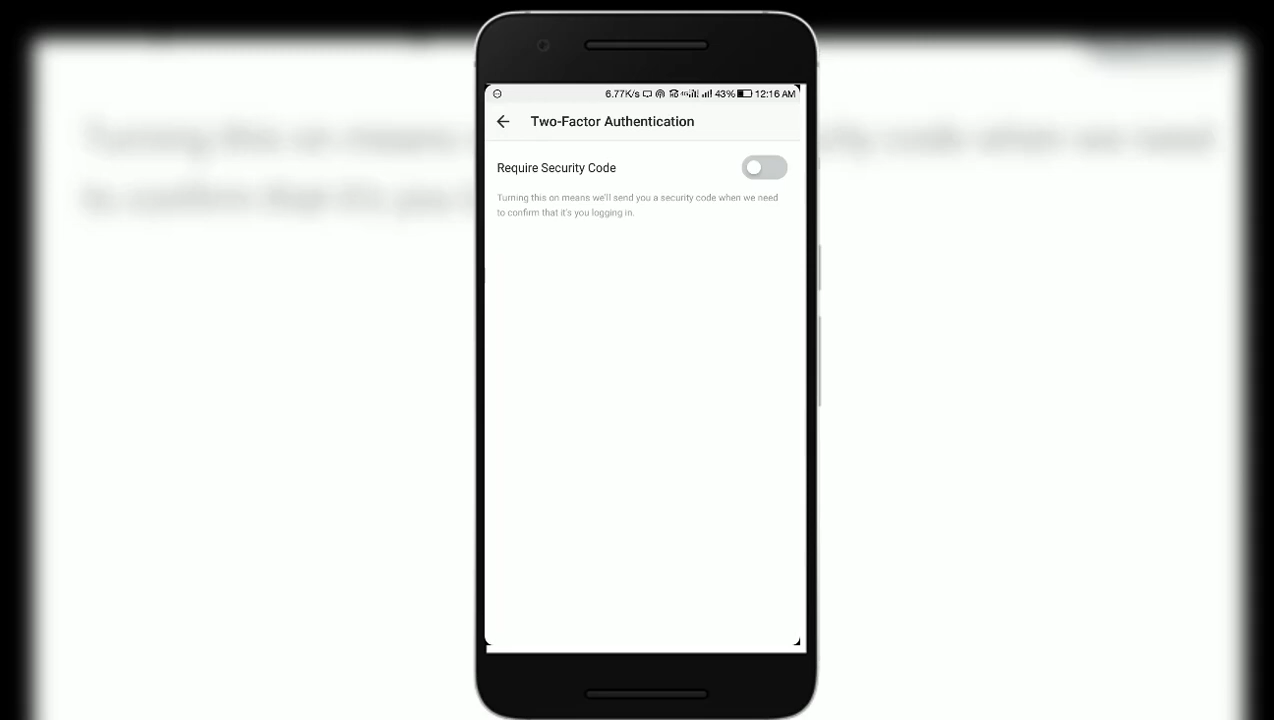 6.77K/s 43% 12:16 AM
Two-Factor Authentication
Require Security Code
Turning this on means we'll send you a security code when we need
to confirm that it's you logging in.